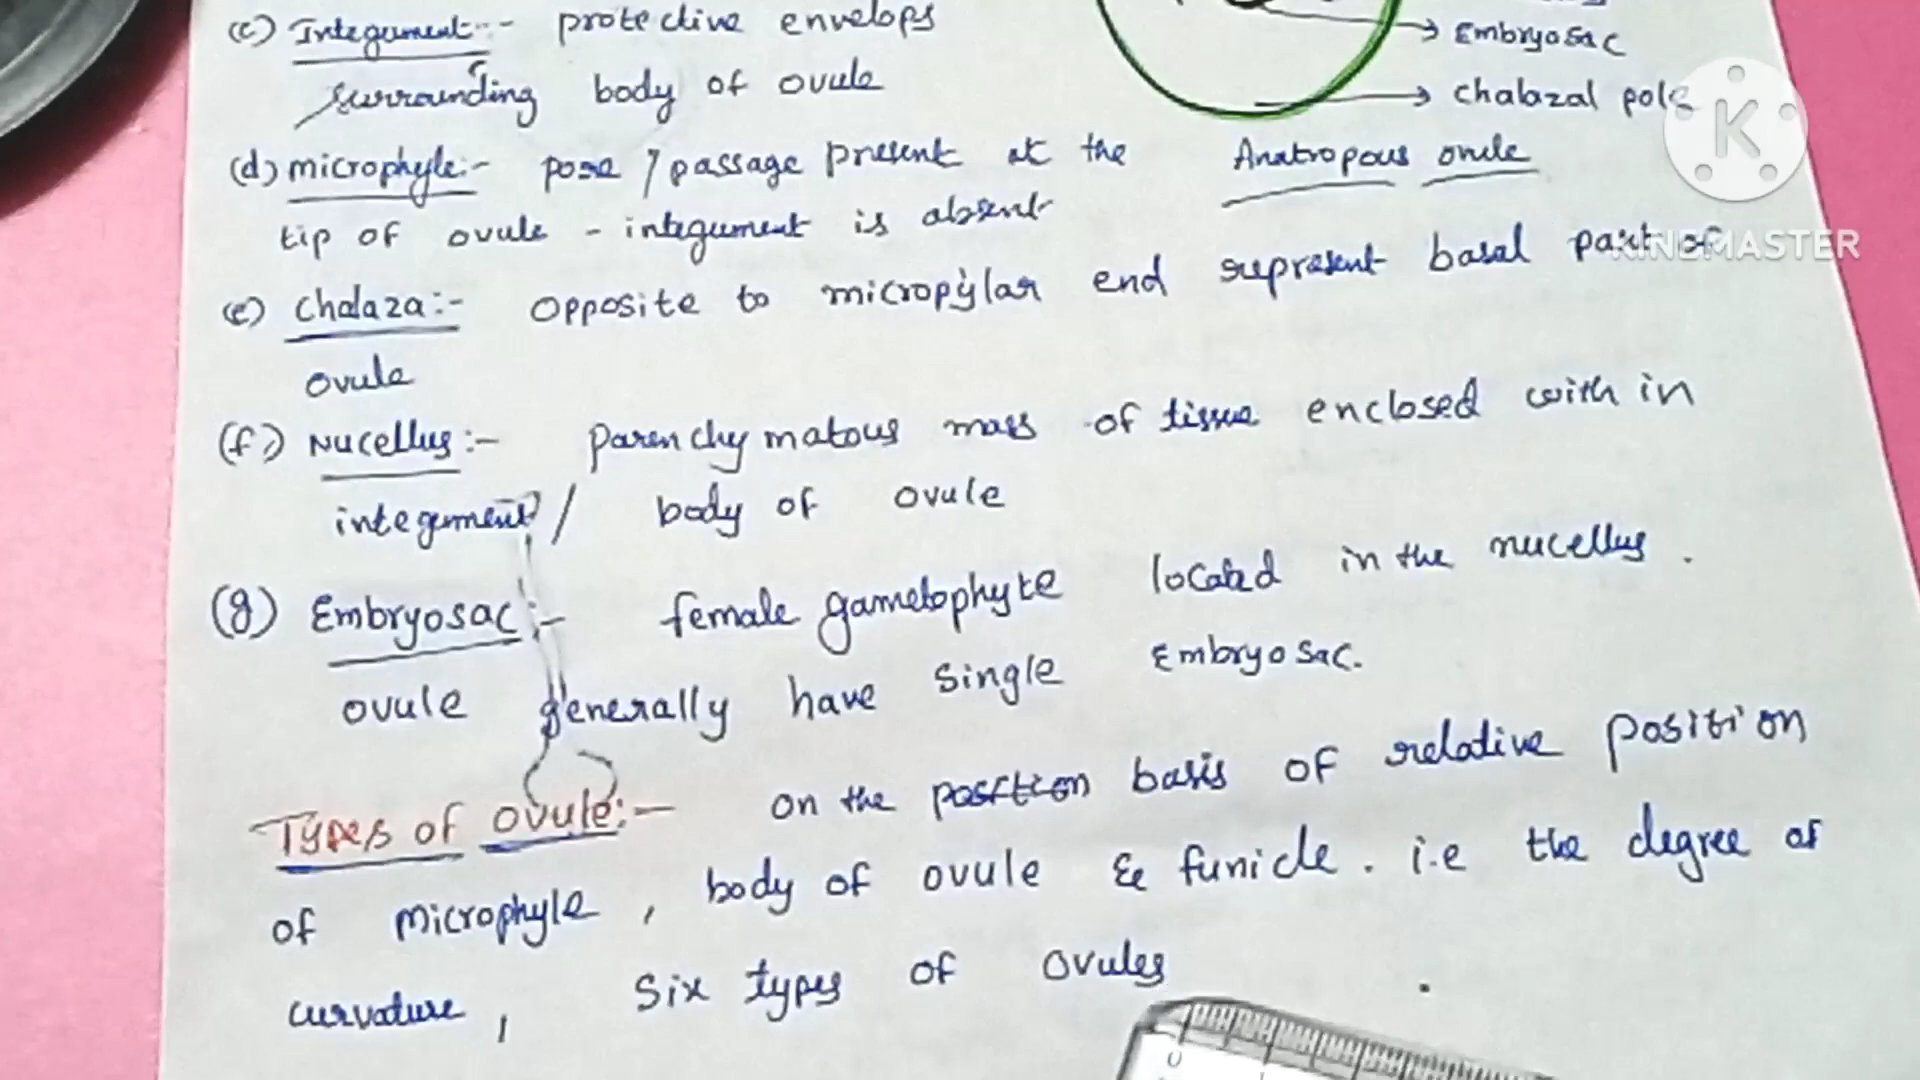 (c) Integument:- protective envelops
surrounding body of ovule
Embryosac
chalazal pole
Anatropous ovule
(d) microphyle:- pore / passage present at the
tip of ovule - integument is absent
(e) chalaza:- opposite to micropylar end represent basal part of
ovule
(f) Nucellus:- parenchymatous mass of tissue enclosed with in
integument / body of ovule
(g) Embryosac:- female gametophyte located in the nucellus.
ovule generally have single Embryosac.
Types of ovule:- on the position basis of relative position
of microphyle, body of ovule & funicle. i.e the degree of
curvature, six types of ovules
K
KINEMASTER
0